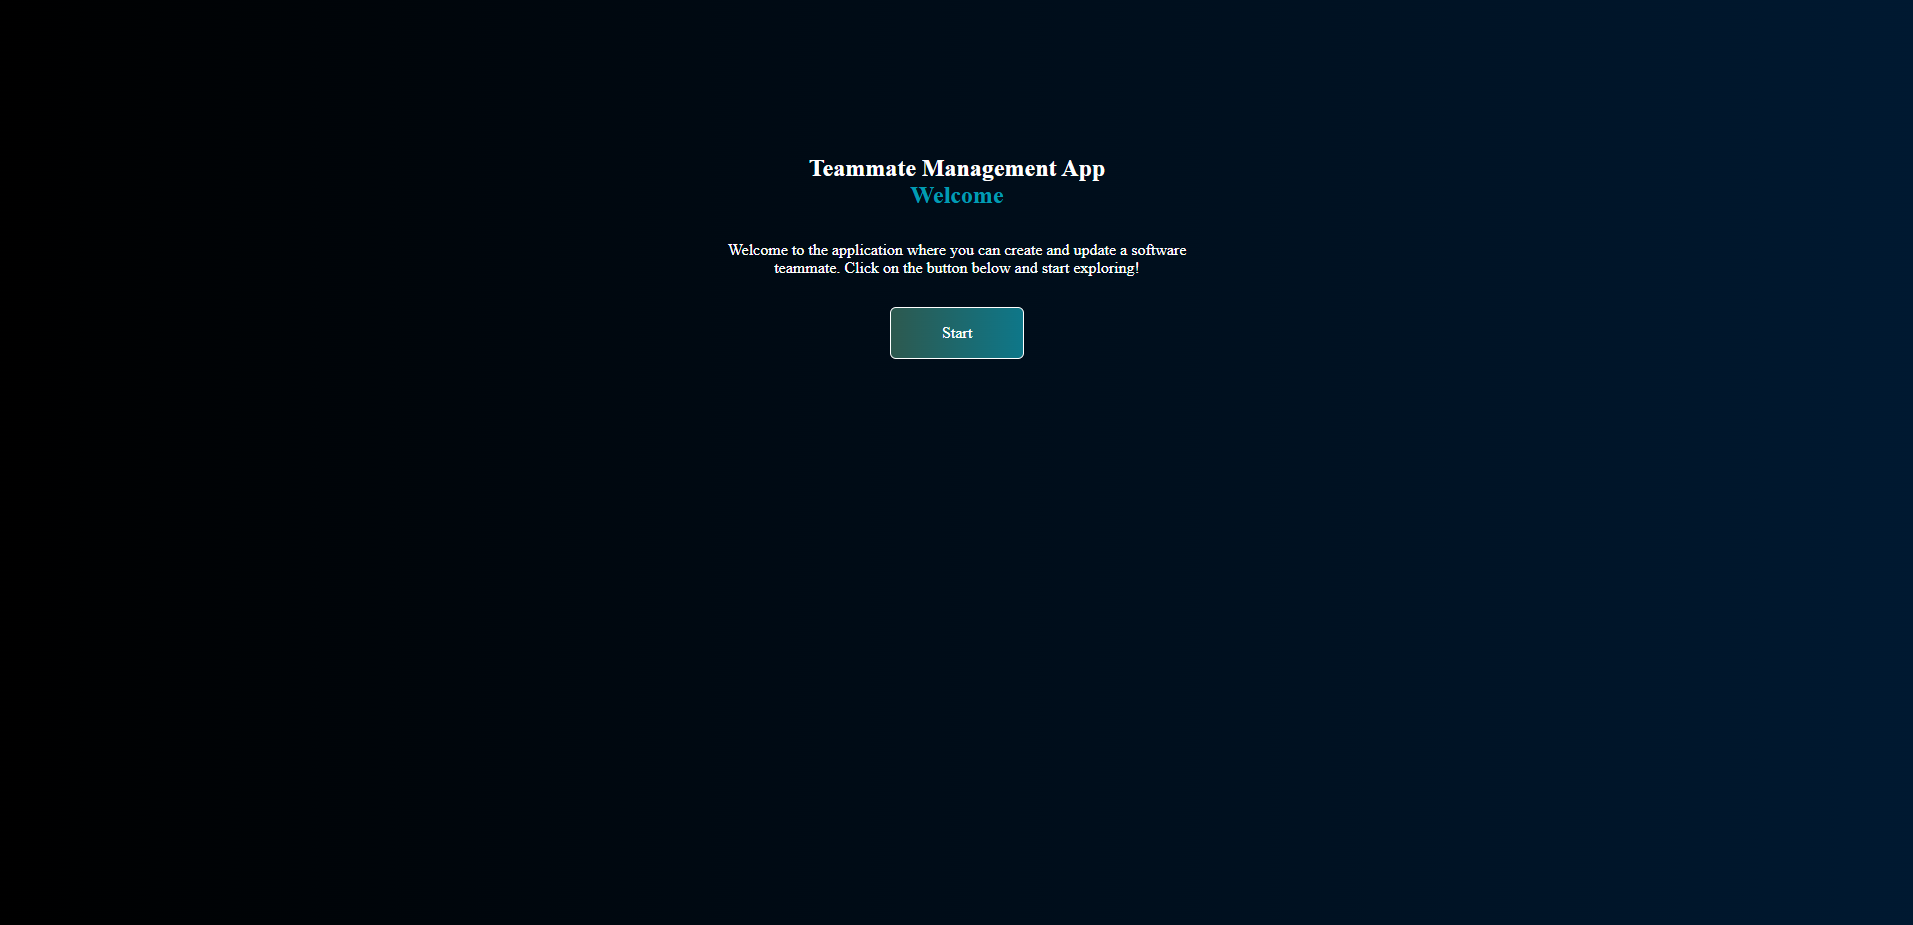 Teammate Management App
Welcome
Welcome to the application where you can create and update a software
teammate. Click on the button below and start exploring!
Start